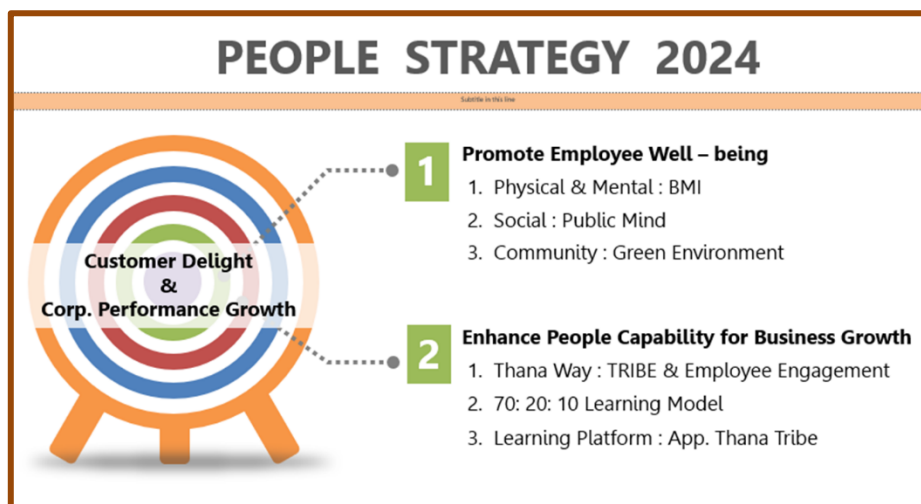 PEOPLE STRATEGY 2024
Subtitle in this line
Customer Delight
&
Corp. Performance Growth
1
Promote Employee Well – being
1. Physical & Mental : BMI
2. Social : Public Mind
3. Community : Green Environment
2
Enhance People Capability for Business Growth
1. Thana Way : TRIBE & Employee Engagement
2. 70: 20: 10 Learning Model
3. Learning Platform : App. Thana Tribe